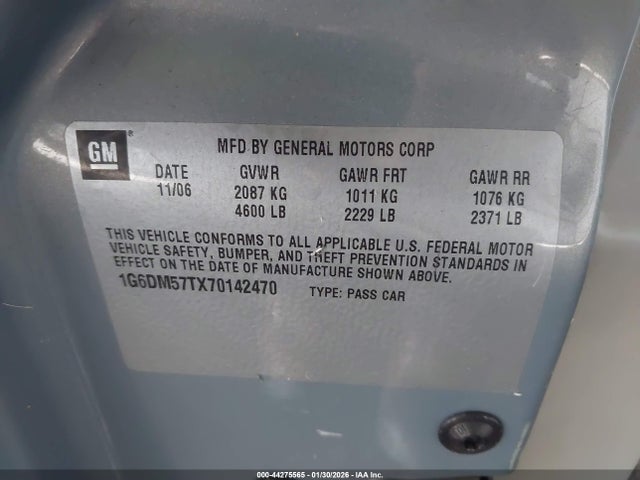 GM ®
MFD BY GENERAL MOTORS CORP
DATE GVWR GAWR FRT GAWR RR
11/06 2087 KG 1011 KG 1076 KG
4600 LB 2229 LB 2371 LB
THIS VEHICLE CONFORMS TO ALL APPLICABLE U.S. FEDERAL MOTOR
VEHICLE SAFETY, BUMPER, AND THEFT PREVENTION STANDARDS IN
EFFECT ON THE DATE OF MANUFACTURE SHOWN ABOVE.
1G6DM57TX70142470 TYPE: PASS CAR
000-44275565 - 01/30/2026 - IAA Inc.